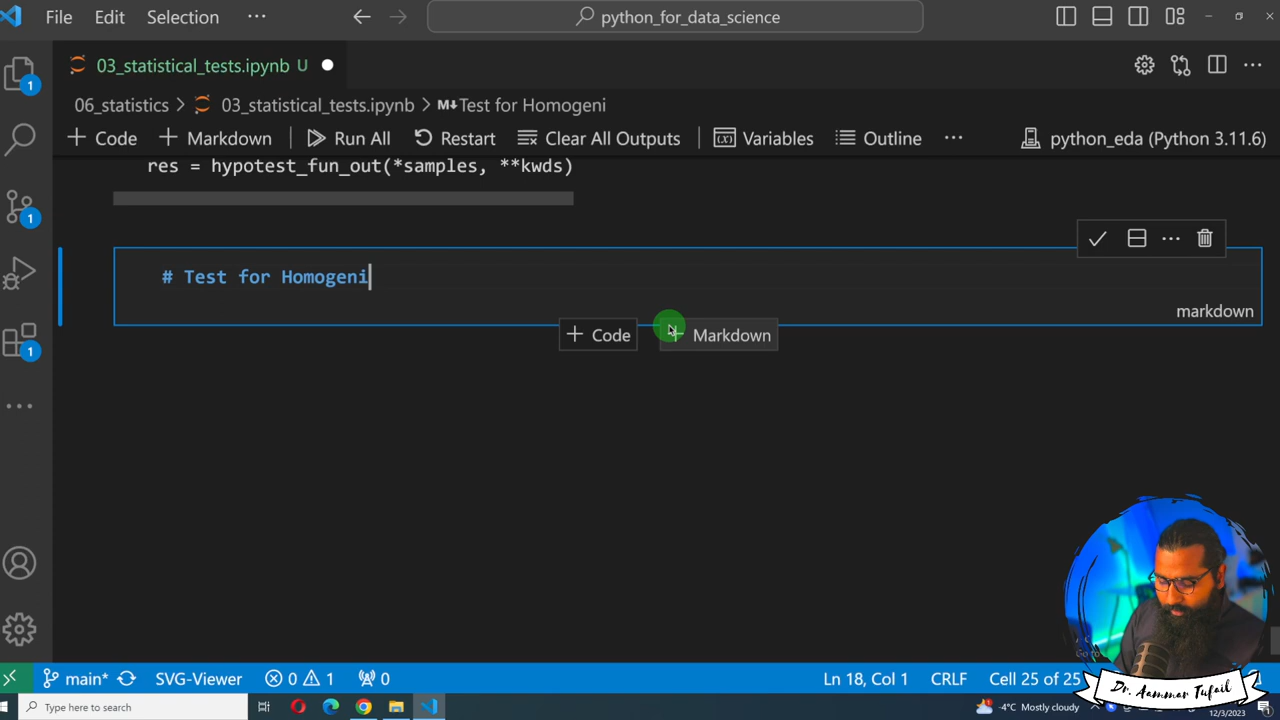 File Edit Selection ··· python_for_data_science
03_statistical_tests.ipynb U
06_statistics > 03_statistical_tests.ipynb > M↓Test for Homogeni
Code Markdown Run All Restart Clear All Outputs Variables Outline ··· python_eda (Python 3.11.6)
res = hypotest_fun_out(*samples, **kwds)
# Test for Homogeni
markdown
Code Markdown
1
1
1
main* SVG-Viewer 0 1 0 Ln 18, Col 1 CRLF Cell 25 of 25
Dr. Aammar Tufail
Type here to search -4°C Mostly cloudy
12/3/2023